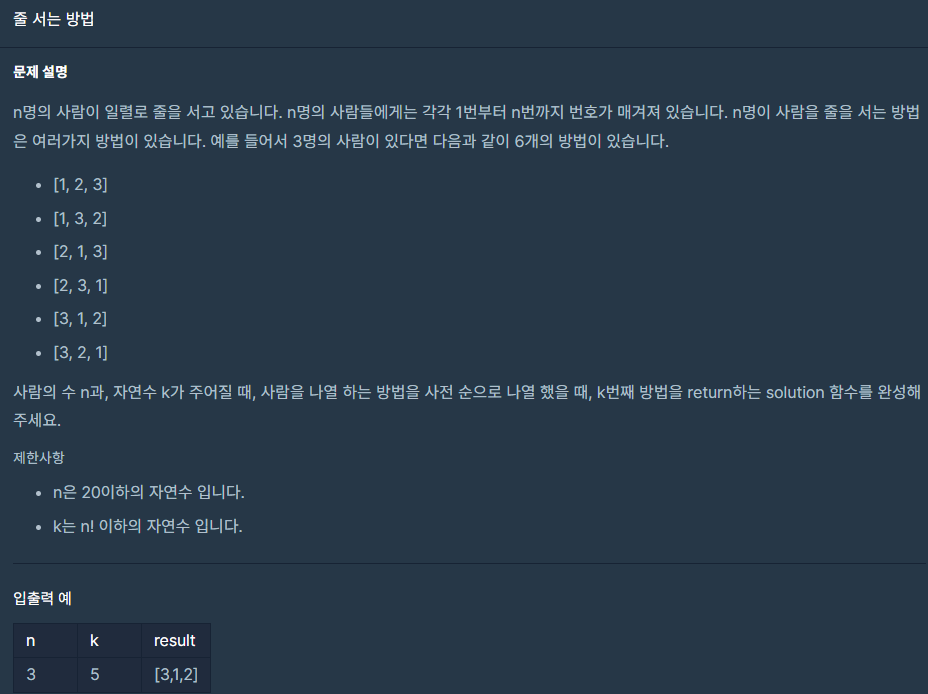 줄 서는 방법
문제 설명
n명의 사람이 일렬로 줄을 서고 있습니다. n명의 사람들에게는 각각 1번부터 n번까지 번호가 매겨져 있습니다. n명이 사람을 줄을 서는 방법
은 여러가지 방법이 있습니다. 예를 들어서 3명의 사람이 있다면 다음과 같이 6개의 방법이 있습니다.
• [1, 2, 3]
• [1, 3, 2]
• [2, 1, 3]
• [2, 3, 1]
• [3, 1, 2]
• [3, 2, 1]
사람의 수 n과, 자연수 k가 주어질 때, 사람을 나열 하는 방법을 사전 순으로 나열 했을 때, k번째 방법을 return하는 solution 함수를 완성해
주세요.
제한사항
• n은 20이하의 자연수 입니다.
• k는 n! 이하의 자연수 입니다.
입출력 예
n k result
3 5 [3,1,2]